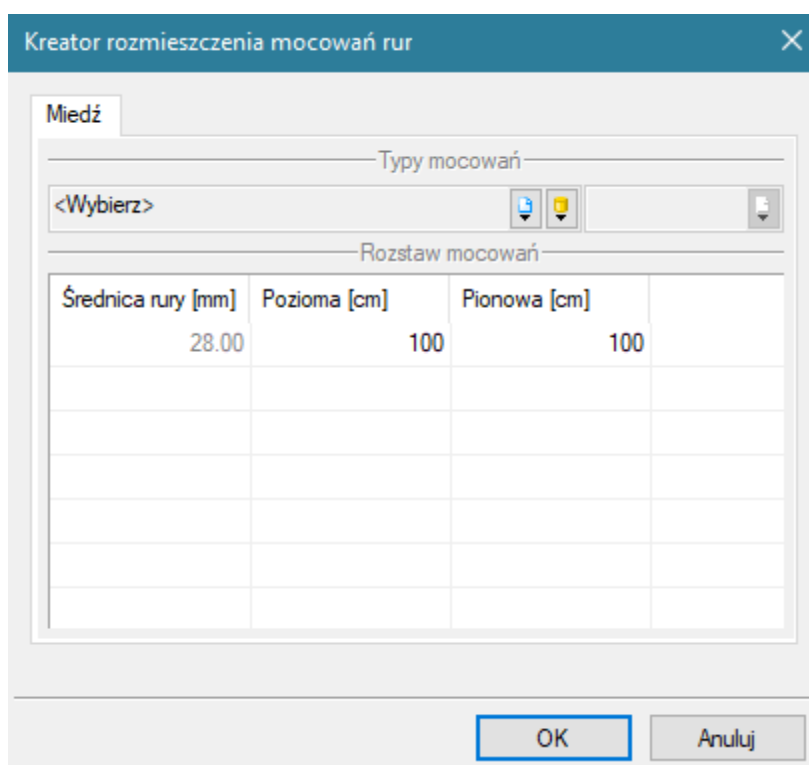 Kreator rozmieszczenia mocowań rur
Miedź
Typy mocowań
<Wybierz>
Rozstaw mocowań
Średnica rury [mm] Pozioma [cm] Pionowa [cm]
28.00 100 100
OK Anuluj